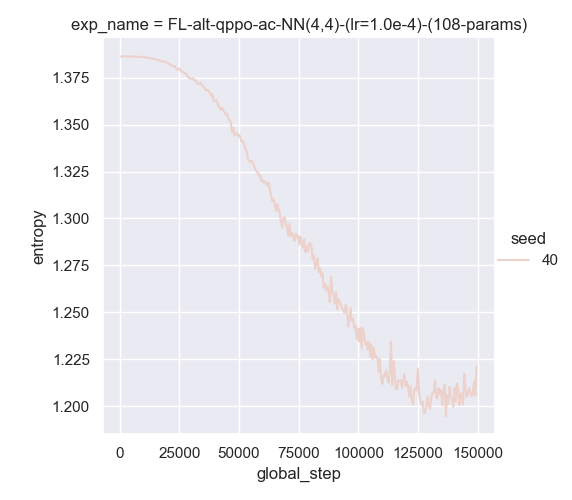 exp_name = FL-alt-qppo-ac-NN(4,4)-(lr=1.0e-4)-(108-params)
1.375
1.350
1.325
1.300
1.275
1.250
1.225
1.200
entropy
seed
40
0 25000 50000 75000 100000 125000 150000
global_step